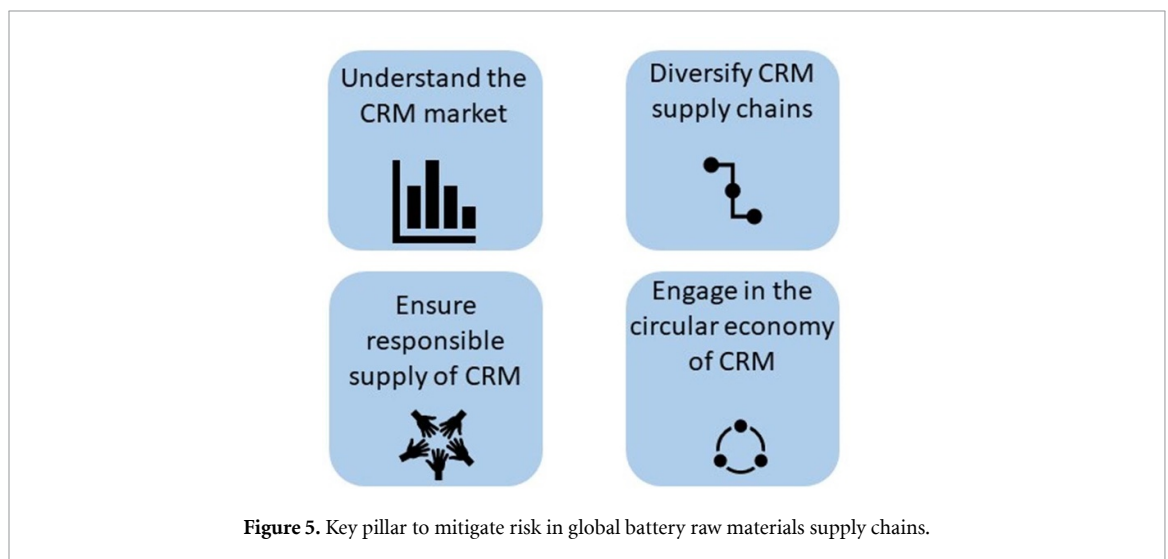 Understand the
CRM market
Diversify CRM
supply chains
Ensure
responsible
supply of CRM
Engage in the
circular economy
of CRM
Figure 5. Key pillar to mitigate risk in global battery raw materials supply chains.